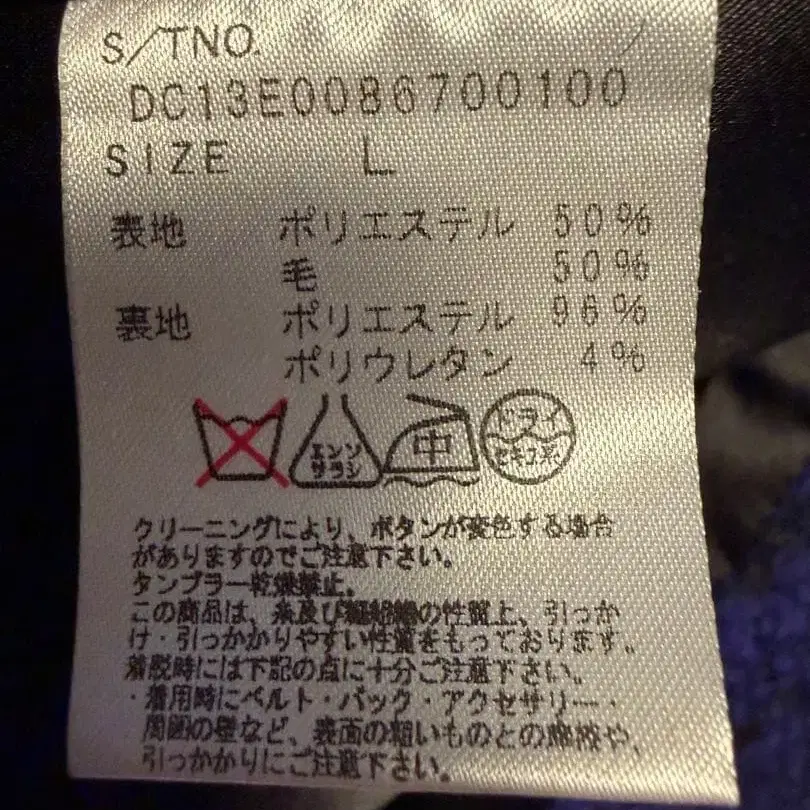 S/TNO.
DC13E0086700100
SIZE L
表地 ポリエステル 50%
毛 50%
裏地 ポリエステル 96%
ポリウレタン 4%
エンソ
サラシ
中
ドライ
セキユ系
クリーニングにより、ボタンが変色する場合
がありますのでご注意下さい。
タンブラー乾燥禁止。
この商品は、糸及び編組織の性質上、引っか
け・引っかかりやすい性質をもっております。
着脱時には下記の点に十分ご注意下さい。
・着用時にベルト・バック・アクセサリー・
周囲の壁など、表面の粗いものとの摩擦や、
引っかかりにご注意下さい。